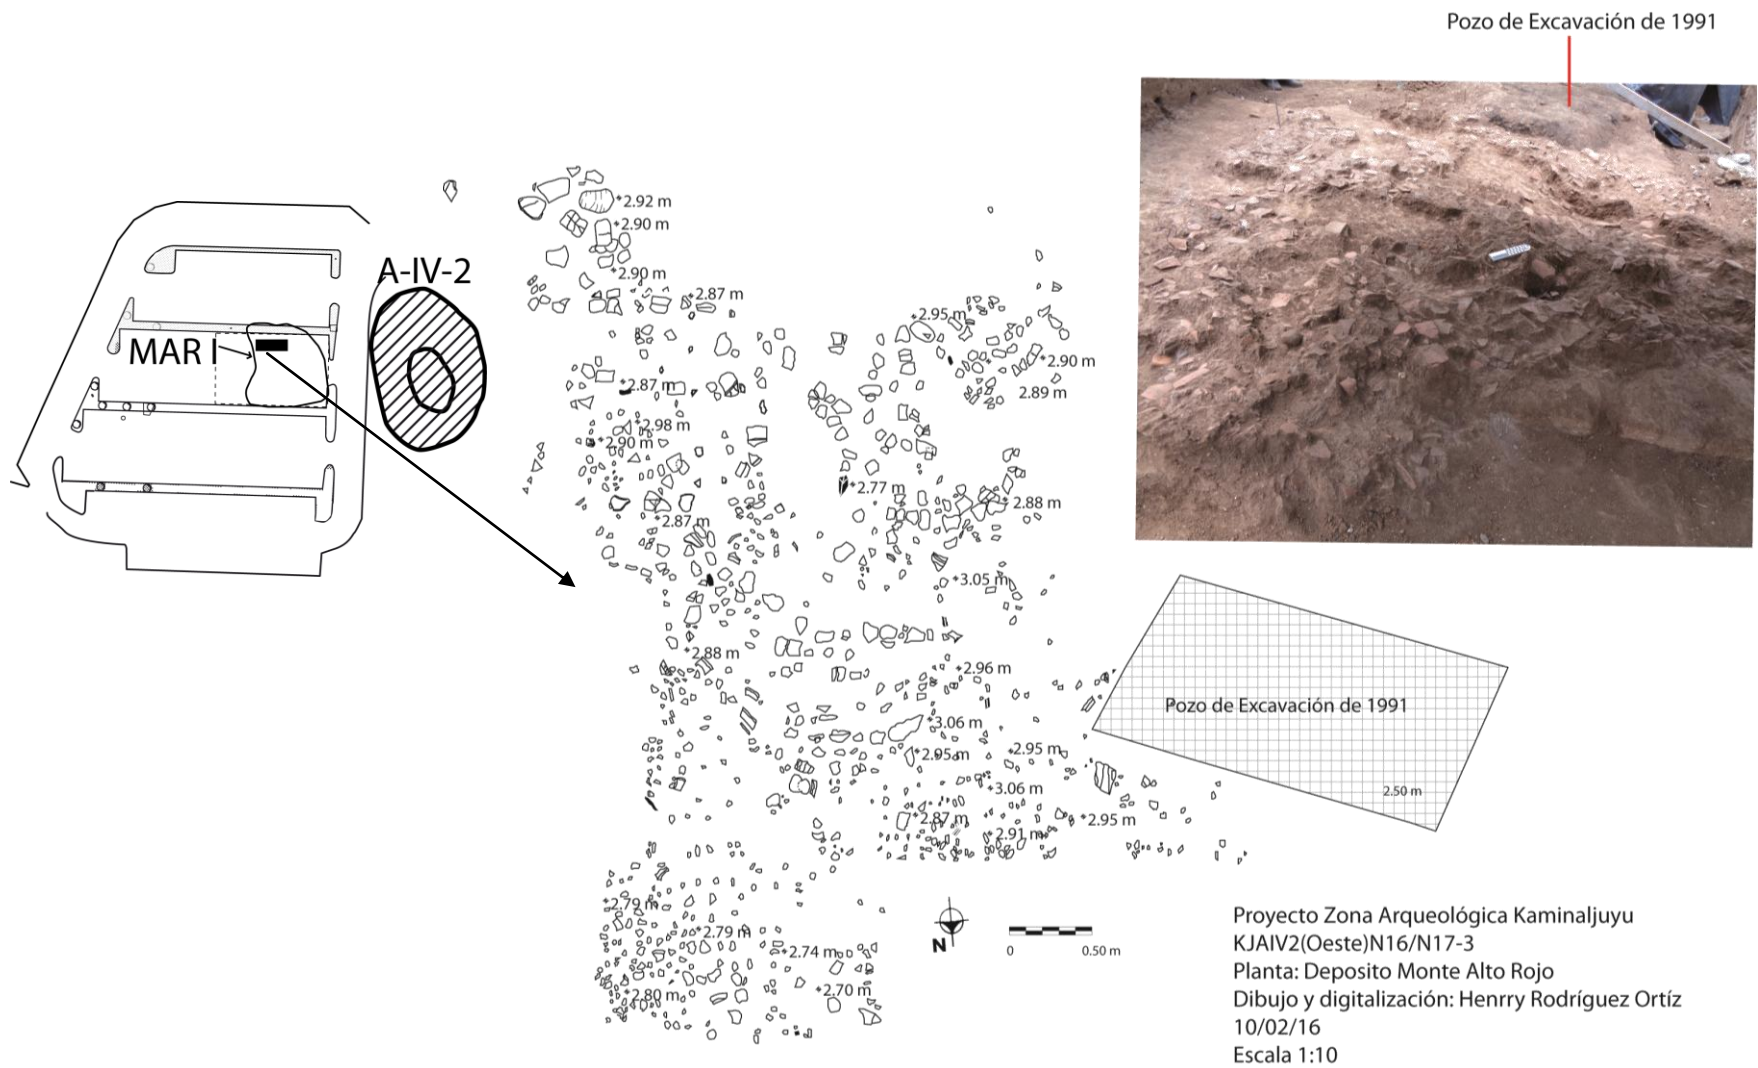 Pozo de Excavación de 1991
A-IV-2
MAR I
2.92 m
2.90 m
2.90 m
2.87 m
2.95 m
2.90 m
2.87 m
2.89 m
2.98 m
2.90 m
2.77 m
2.88 m
2.87 m
3.05 m
2.88 m
2.96 m
Pozo de Excavación de 1991
3.06 m
2.95 m
2.95 m
3.06 m
2.50 m
2.87 m
2.91 m
2.95 m
2.79 m
2.79 m
2.74 m
2.80 m
2.70 m
N
0 0.50 m
Proyecto Zona Arqueológica Kaminaljuyu
KJAIV2(Oeste)N16/N17-3
Planta: Deposito Monte Alto Rojo
Dibujo y digitalización: Henrry Rodríguez Ortíz
10/02/16
Escala 1:10